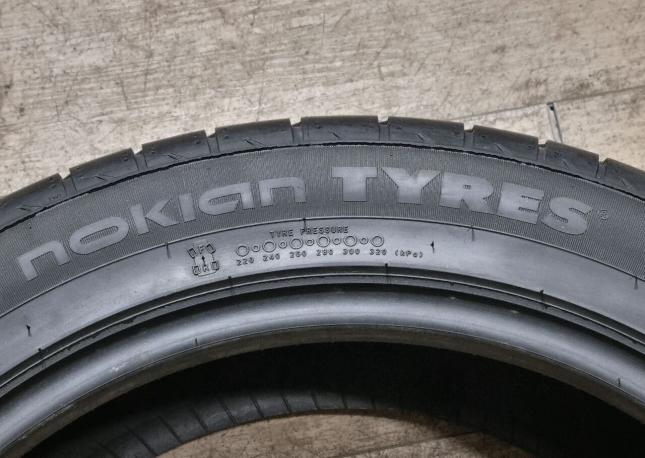 nokian TYRES®
TYRE PRESSURE
220 240 260 280 300 320 (kPa)